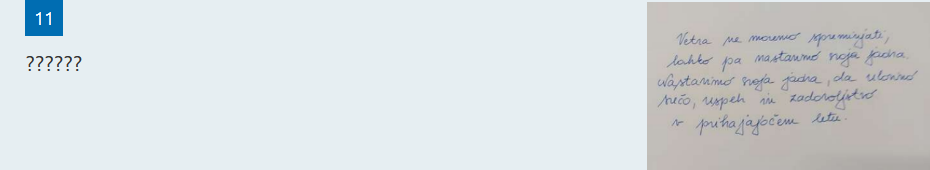 11
??????
Vetra ne moremo spreminjati,
lahko pa nastavimo svoja jadra.
Nastavimo svoja jadra, da ulovimo
srečo, uspeh in zadovoljstvo
v prihajajočem letu.